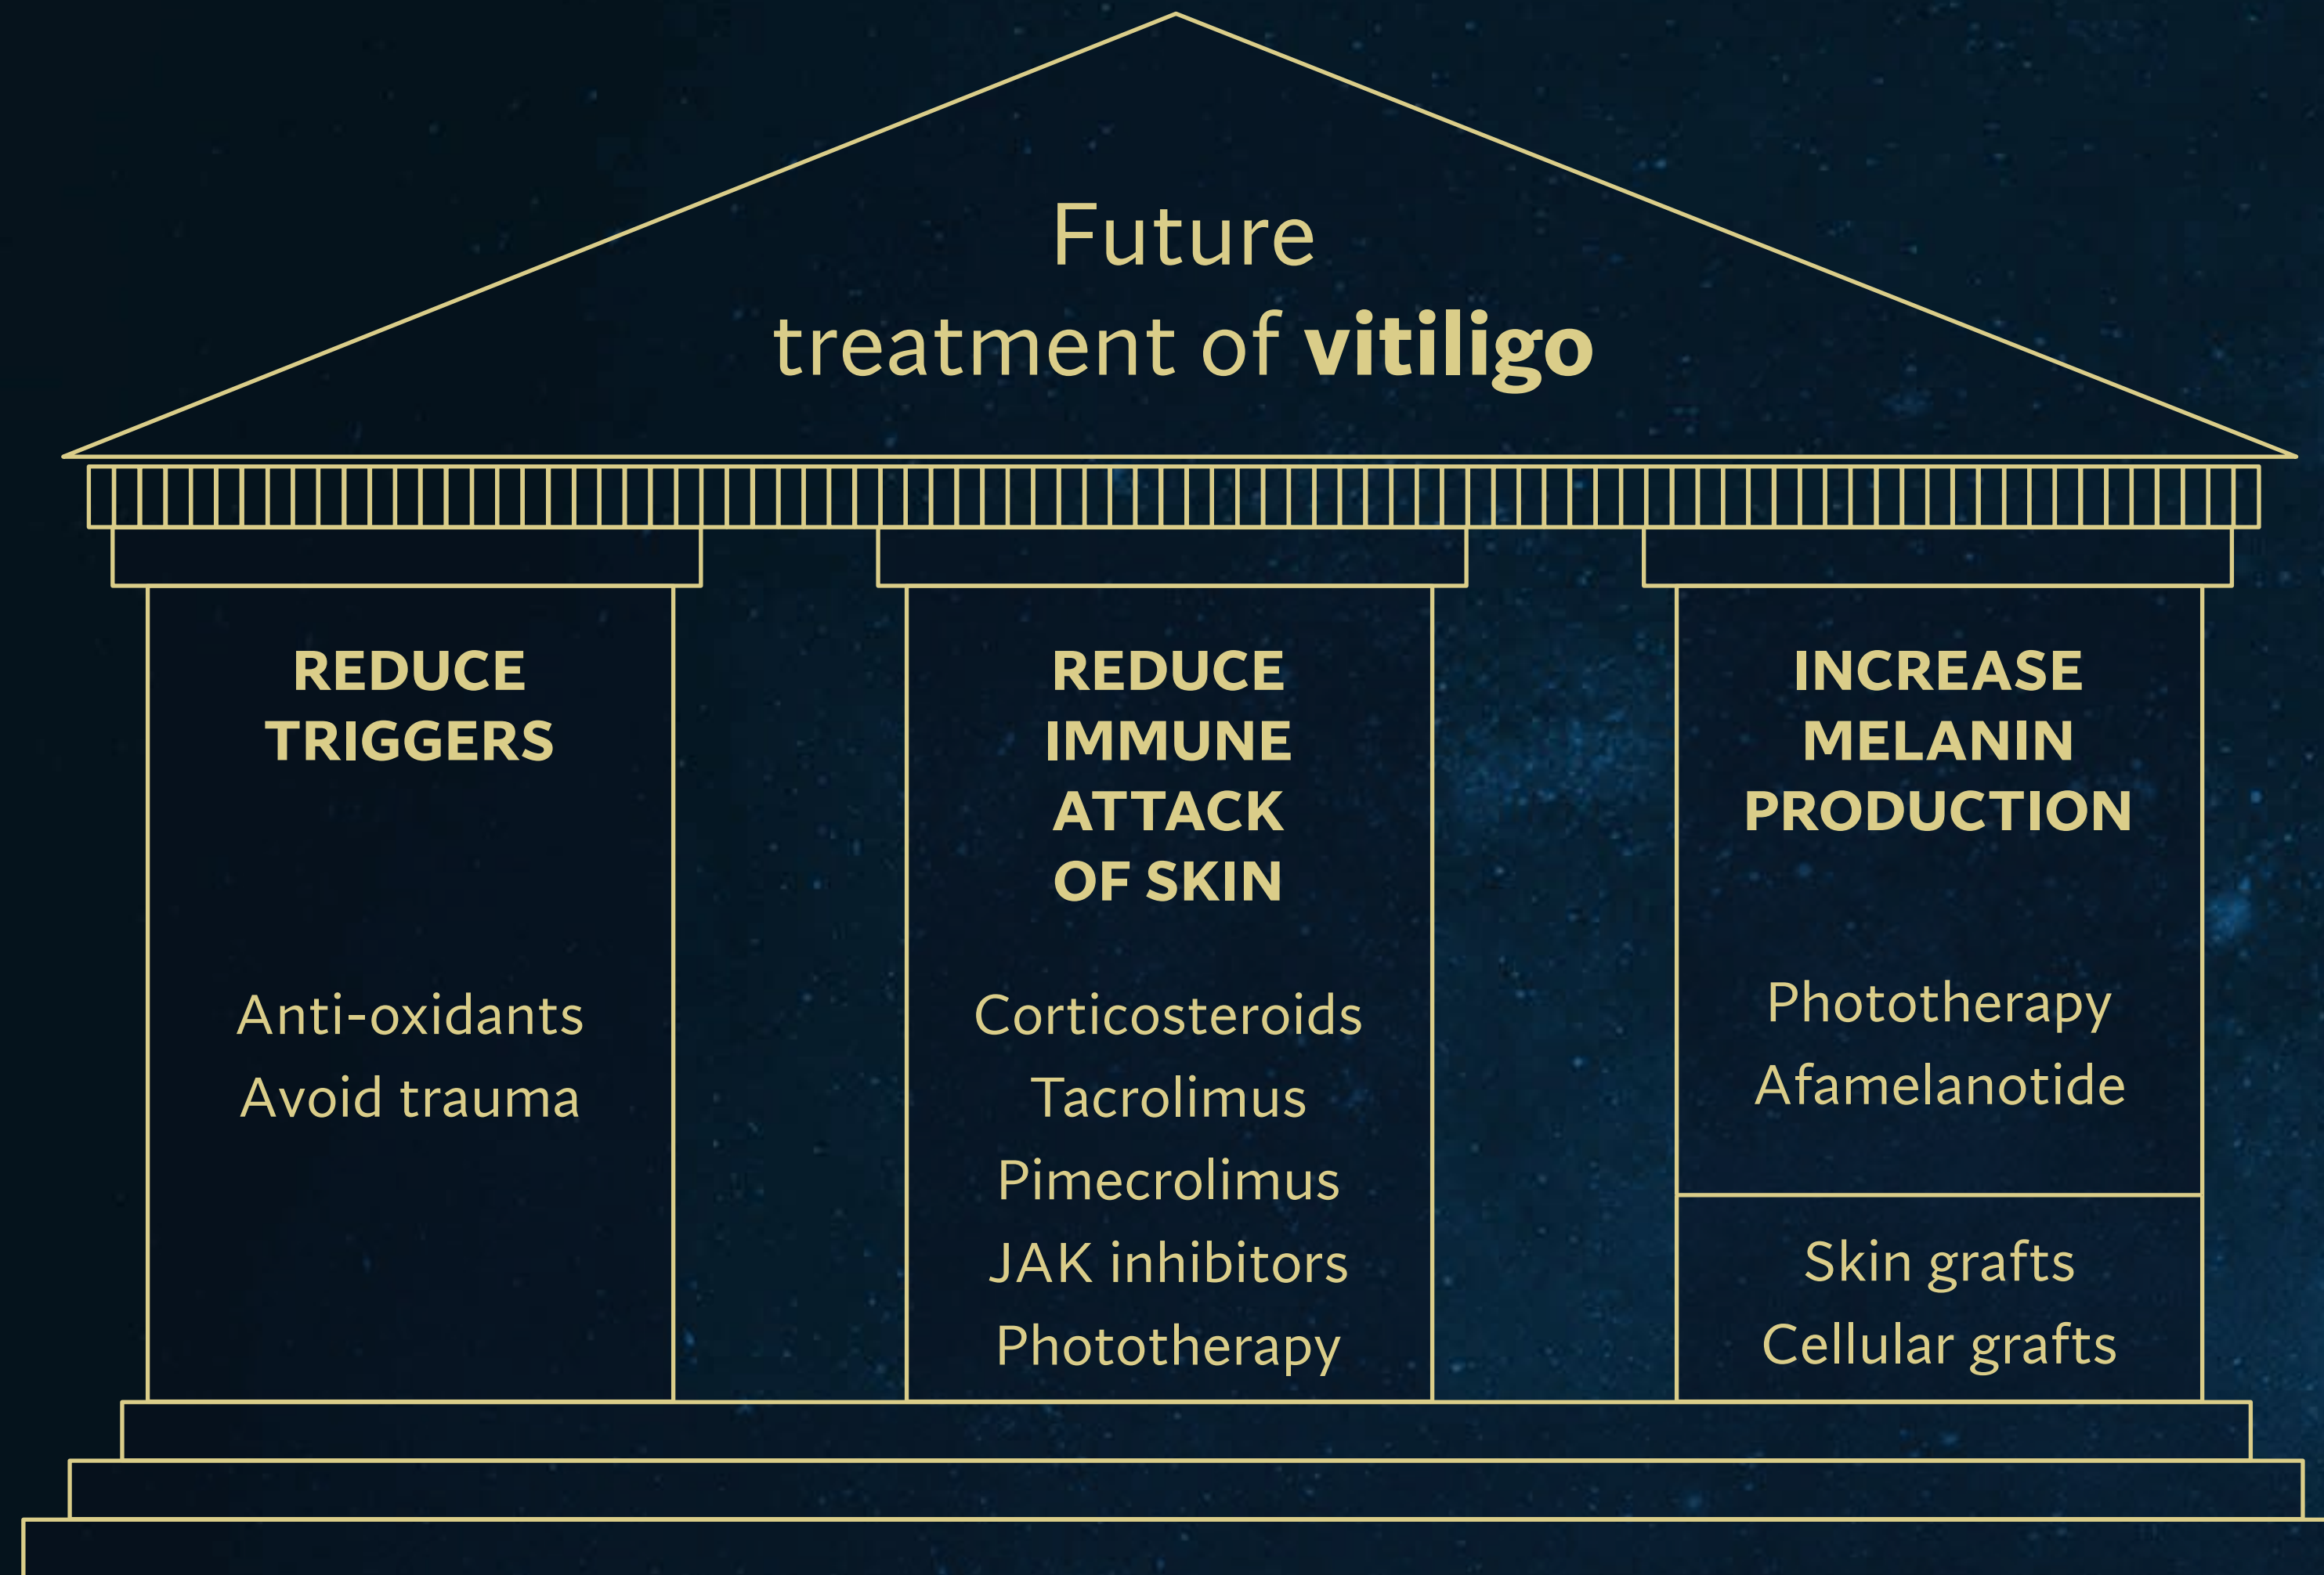 Future
treatment of vitiligo
REDUCE
TRIGGERS
Anti-oxidants
Avoid trauma
REDUCE
IMMUNE
ATTACK
OF SKIN
Corticosteroids
Tacrolimus
Pimecrolimus
JAK inhibitors
Phototherapy
INCREASE
MELANIN
PRODUCTION
Phototherapy
Afamelanotide
Skin grafts
Cellular grafts